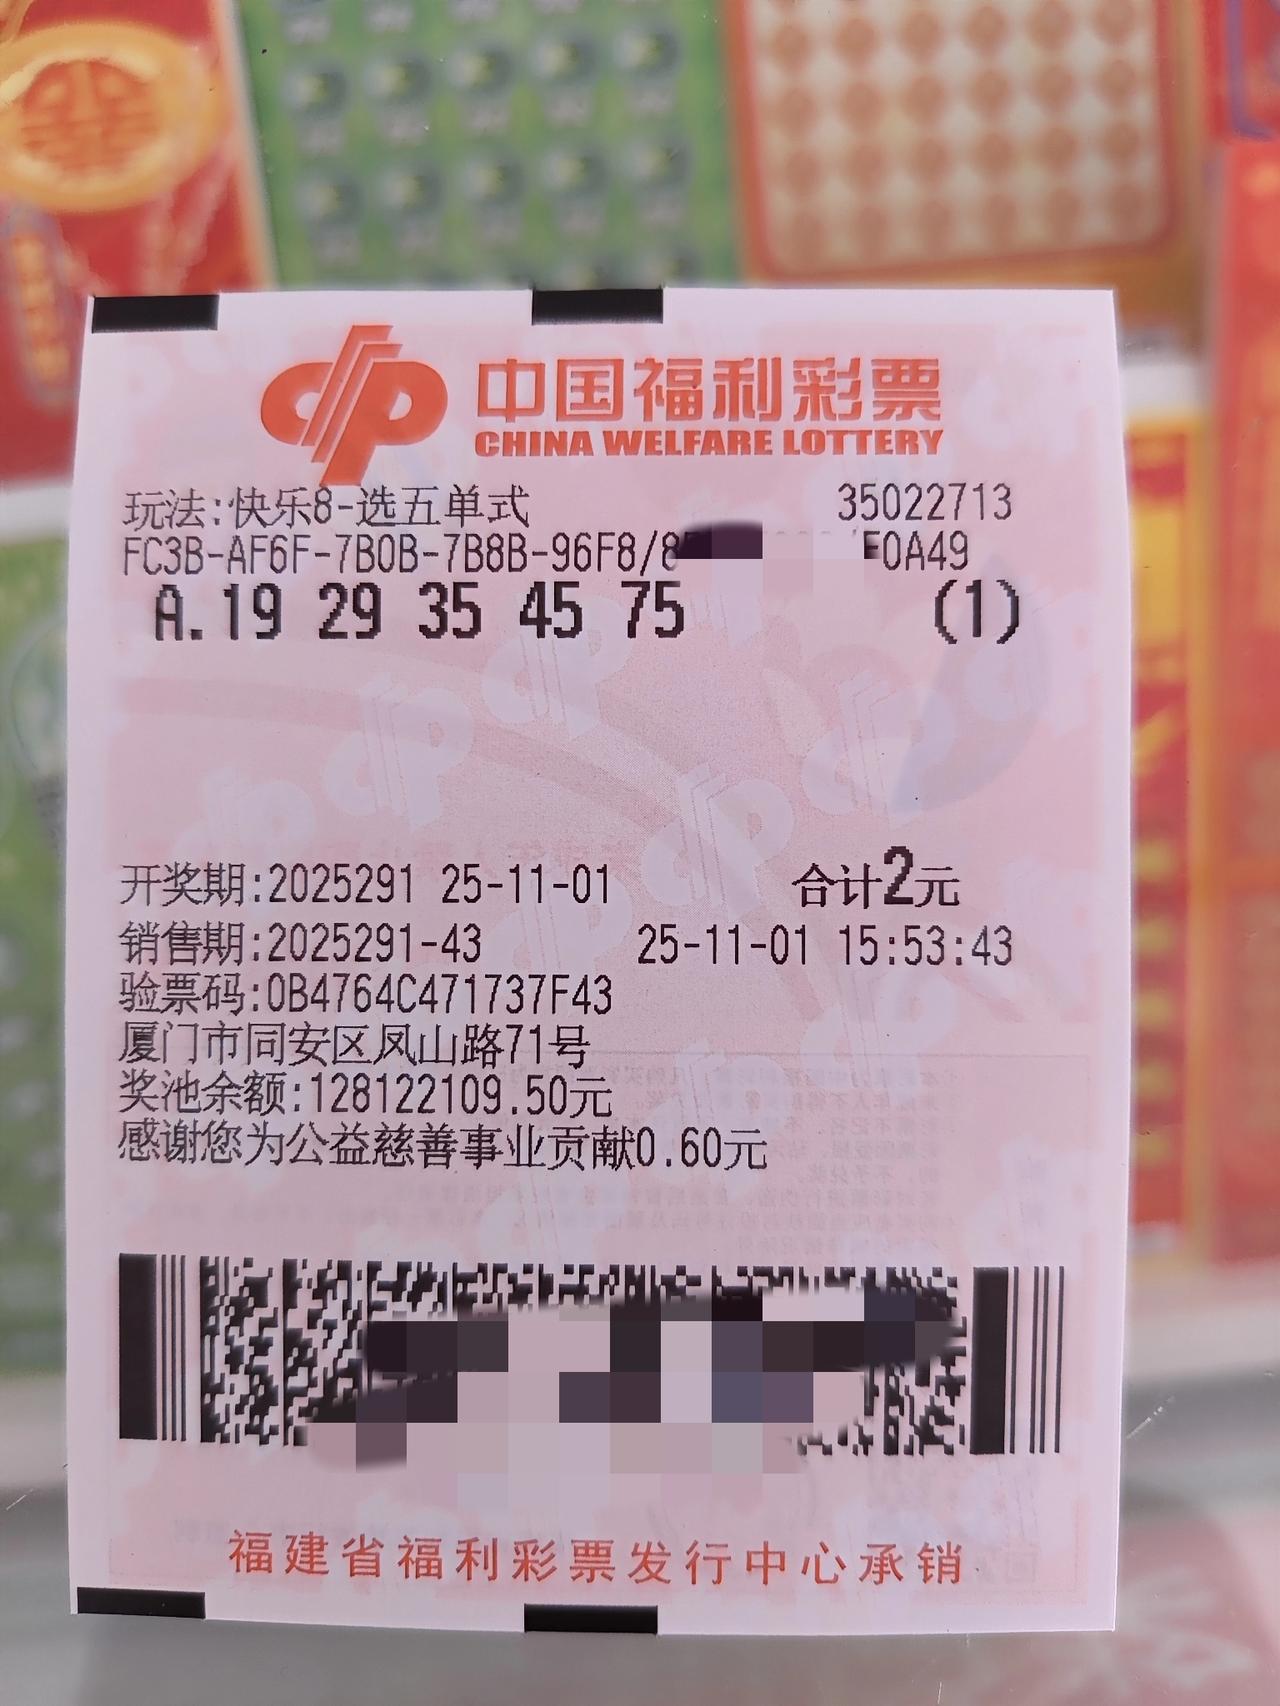 中国福利彩票
CHINA WELFARE LOTTERY
玩法:快乐8-选五单式 35022713
FC3B-AF6F-7B0B-7B8B-96F8/8 F0A49
A.19 29 35 45 75 (1)
开奖期:2025291 25-11-01 合计2元
销售期:2025291-43 25-11-01 15:53:43
验票码:0B4764C471737F43
厦门市同安区凤山路71号
奖池余额:128122109.50元
感谢您为公益慈善事业贡献0.60元
福建省福利彩票发行中心承销